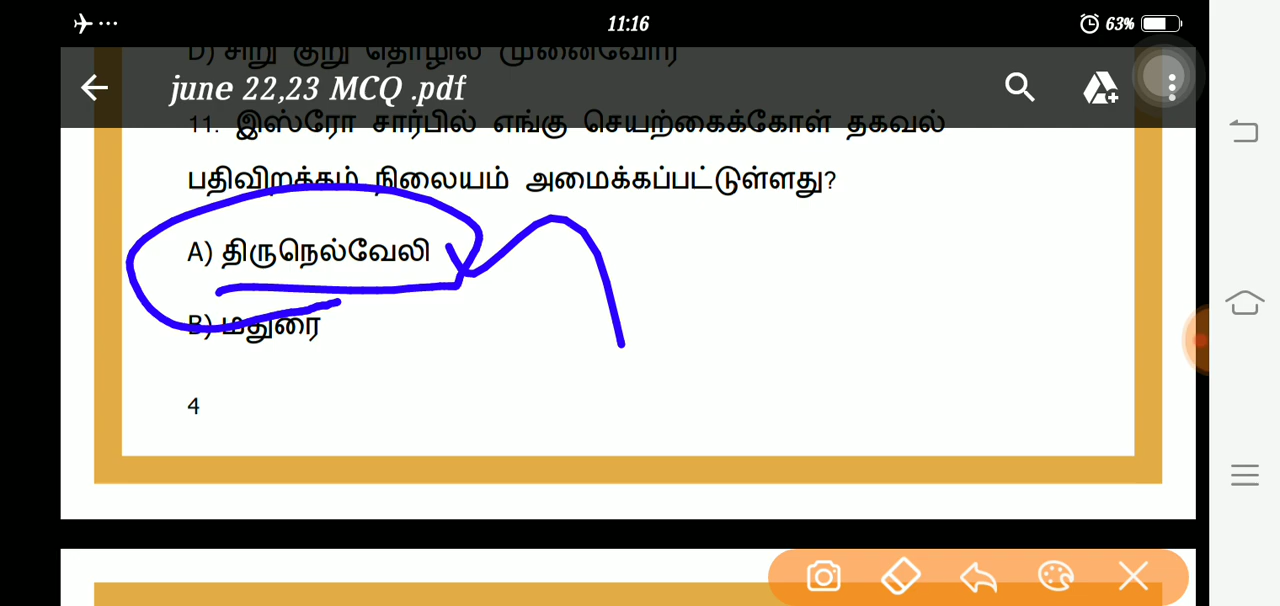 11:16
63%
D) சிறு குறு தொழில் முனைவோர்
june 22,23 MCQ .pdf
11. இஸ்ரோ சார்பில் எங்கு செயற்கைக்கோள் தகவல்
பதிவிறக்கம் நிலையம் அமைக்கப்பட்டுள்ளது?
A) திருநெல்வேலி
B) மதுரை
4